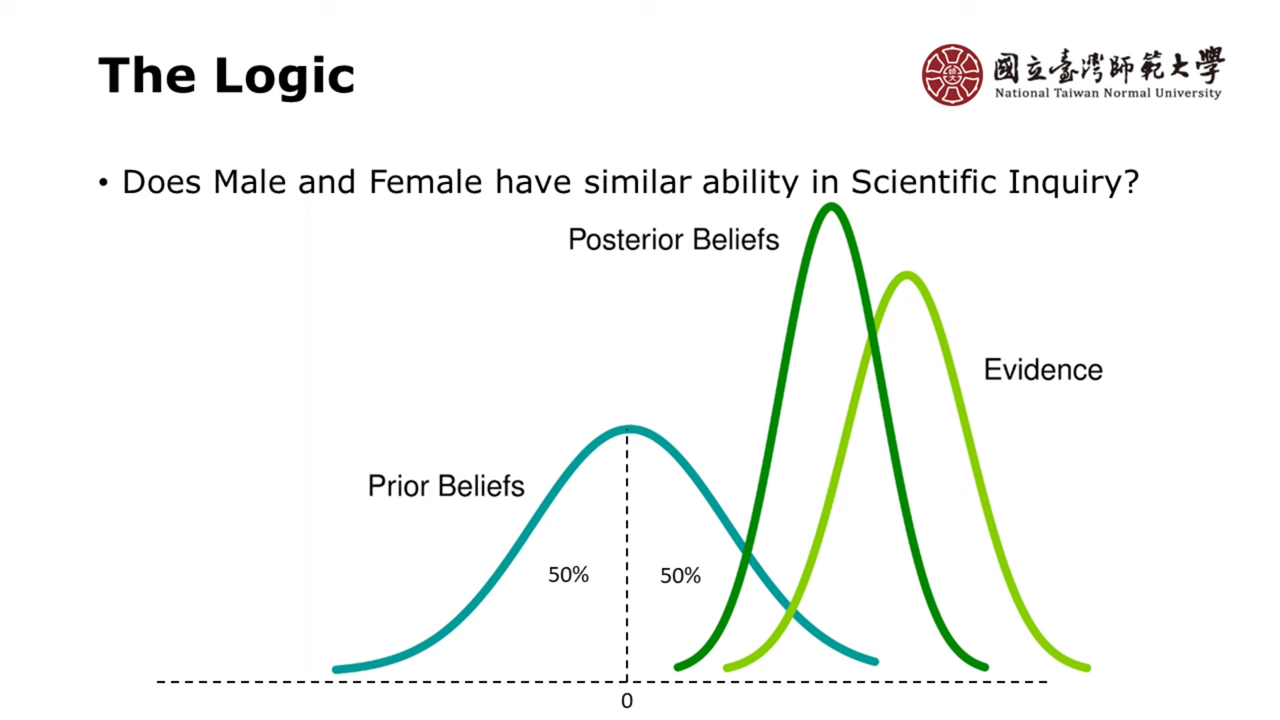 The Logic
國立臺灣師範大學
National Taiwan Normal University
• Does Male and Female have similar ability in Scientific Inquiry?
Posterior Beliefs
Evidence
Prior Beliefs
50%
50%
0